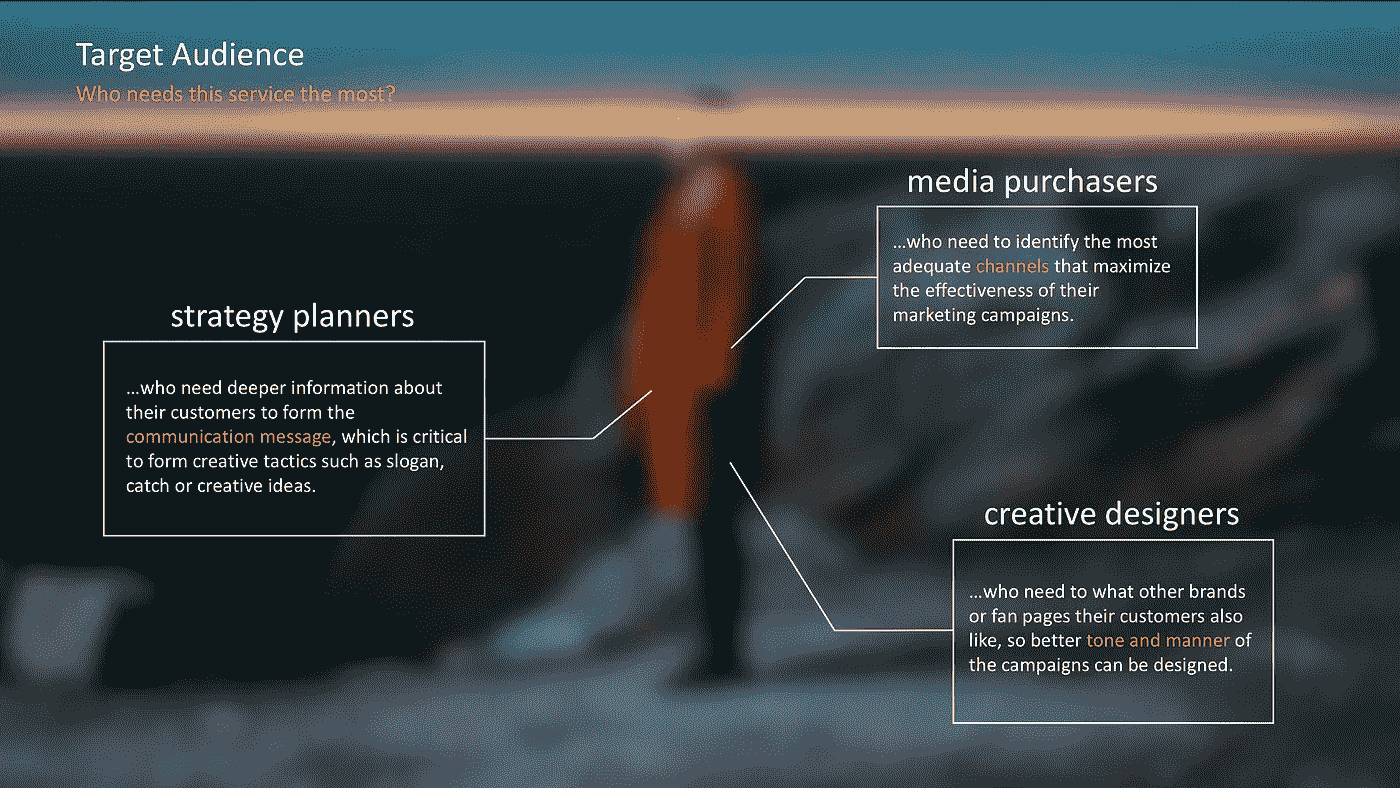 Target Audience
Who needs this service the most?
media purchasers
...who need to identify the most
adequate channels that maximize
the effectiveness of their
marketing campaigns.
strategy planners
...who need deeper information about
their customers to form the
communication message, which is critical
to form creative tactics such as slogan,
catch or creative ideas.
creative designers
...who need to what other brands
or fan pages their customers also
like, so better tone and manner of
the campaigns can be designed.